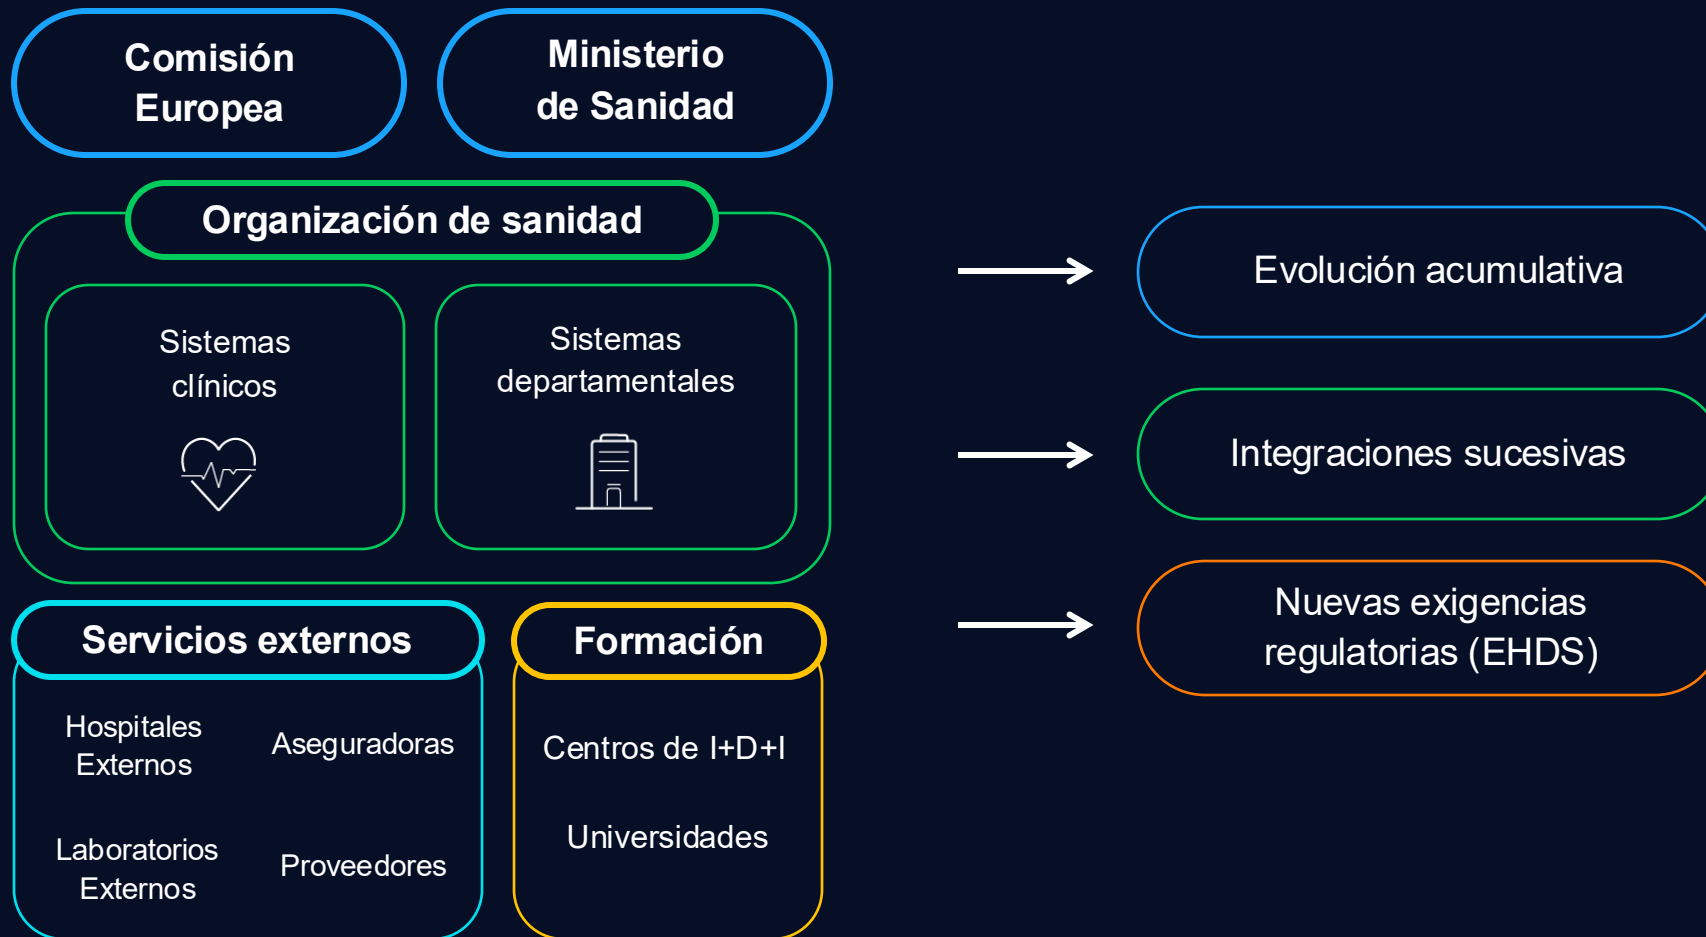 Comisión
Europea
Ministerio
de Sanidad
Organización de sanidad
Sistemas
clínicos
Sistemas
departamentales
Servicios externos
Hospitales
Externos
Aseguradoras
Laboratorios
Externos
Proveedores
Formación
Centros de I+D+I
Universidades
Evolución acumulativa
Integraciones sucesivas
Nuevas exigencias
regulatorias (EHDS)